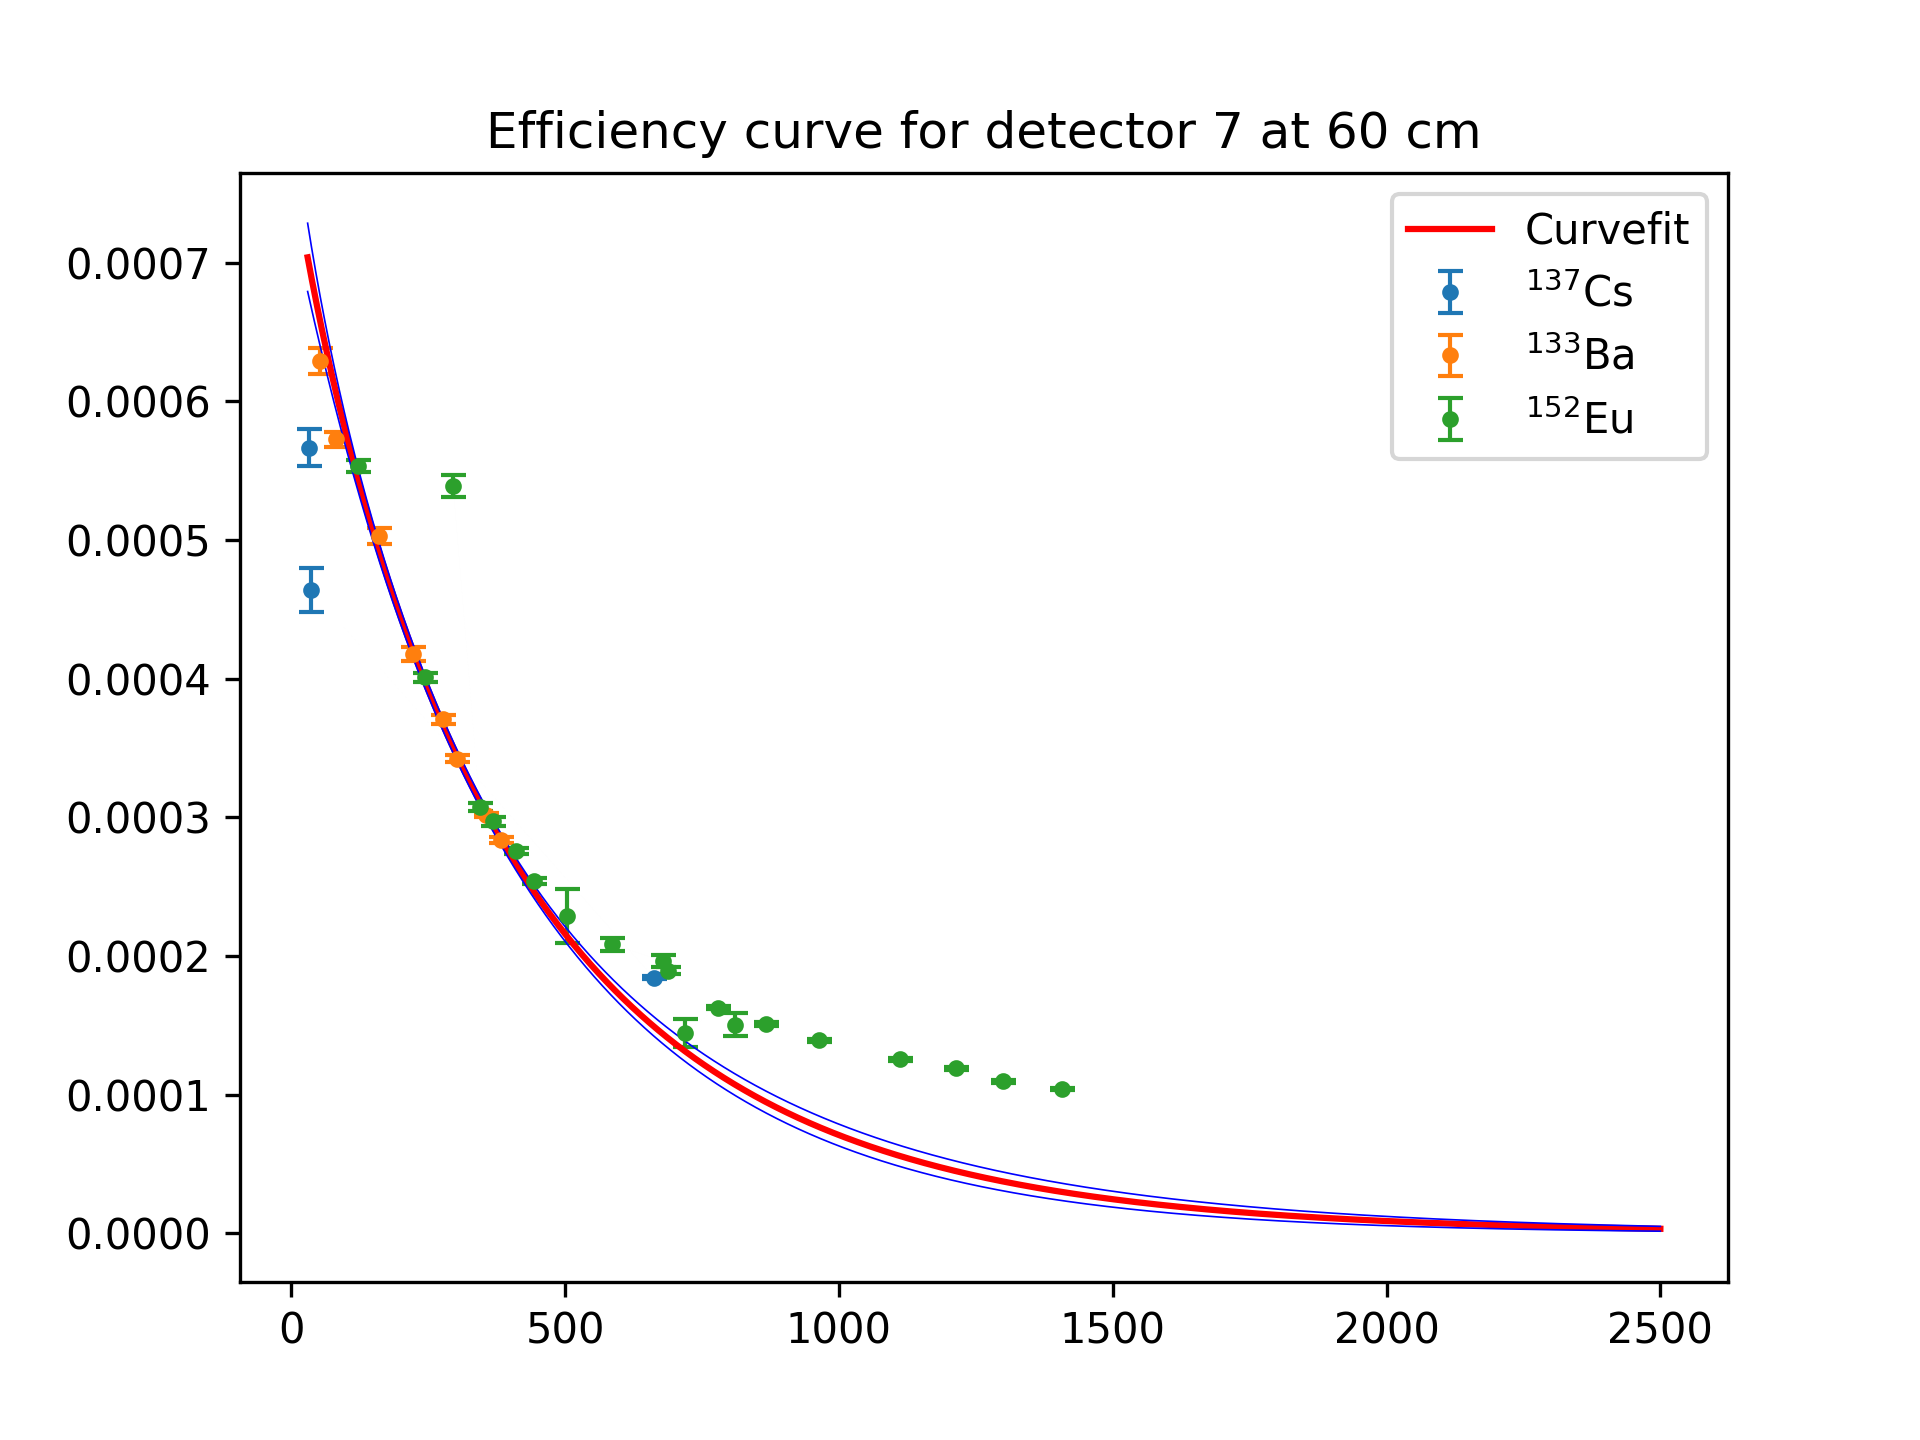 Efficiency curve for detector 7 at 60 cm
Curvefit
¹³⁷Cs
¹³³Ba
¹⁵²Eu
0.0007
0.0006
0.0005
0.0004
0.0003
0.0002
0.0001
0.0000
0 500 1000 1500 2000 2500